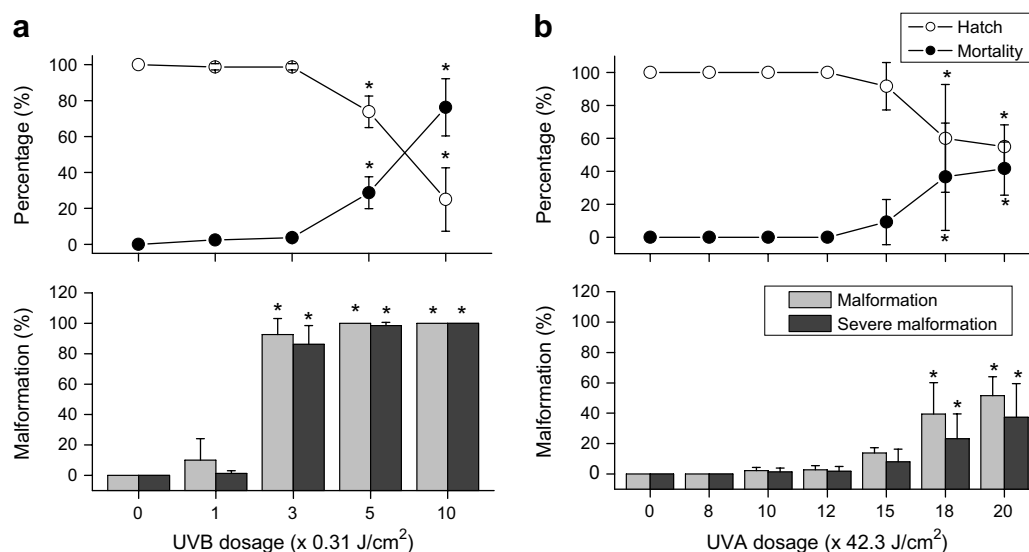 a
Percentage (%)
100
80
60
40
20
0
* * * *
Malformation (%)
120
100
80
60
40
20
0
* * * * * *
0 1 3 5 10
UVB dosage (x 0.31 J/cm²)
b
Hatch
Mortality
Percentage (%)
100
80
60
40
20
0
* * * *
Malformation
Severe malformation
Malformation (%)
120
100
80
60
40
20
0
* * * *
0 8 10 12 15 18 20
UVA dosage (x 42.3 J/cm²)